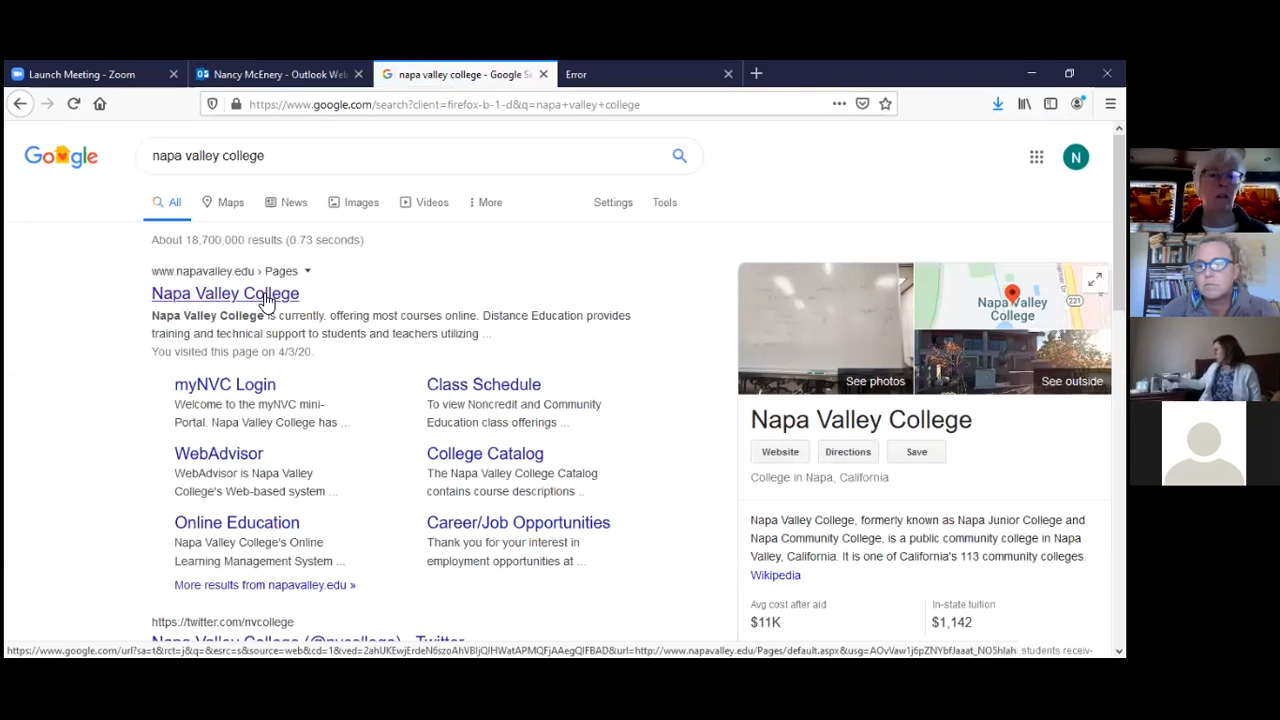 Launch Meeting - Zoom
Nancy McEnery - Outlook Web
napa valley college - Google Se
Error
https://www.google.com/search?client=firefox-b-1-d&q=napa+valley+college
Google
napa valley college
N
All
Maps
News
Images
Videos
More
Settings
Tools
About 18,700,000 results (0.73 seconds)
www.napavalley.edu › Pages
Napa Valley College
Napa Valley College is currently. offering most courses online. Distance Education provides
training and technical support to students and teachers utilizing ...
You visited this page on 4/3/20.
myNVC Login
Welcome to the myNVC mini-
Portal. Napa Valley College has ...
Class Schedule
To view Noncredit and Community
Education class offerings ...
WebAdvisor
WebAdvisor is Napa Valley
College's Web-based system ...
College Catalog
The Napa Valley College Catalog
contains course descriptions ..
Online Education
Napa Valley College's Online
Learning Management System ...
Career/Job Opportunities
Thank you for your interest in
employment opportunities at ...
More results from napavalley.edu »
https://twitter.com/nvcollege
Napa Valley College (@nvcollege) - Twitter
See photos
Napa Valley
College
221
See outside
Napa Valley College
Website
Directions
Save
College in Napa, California
Napa Valley College, formerly known as Napa Junior College and
Napa Community College, is a public community college in Napa
Valley, California. It is one of California's 113 community colleges.
Wikipedia
Avg cost after aid
$11K
In-state tuition
$1,142
students receiv-